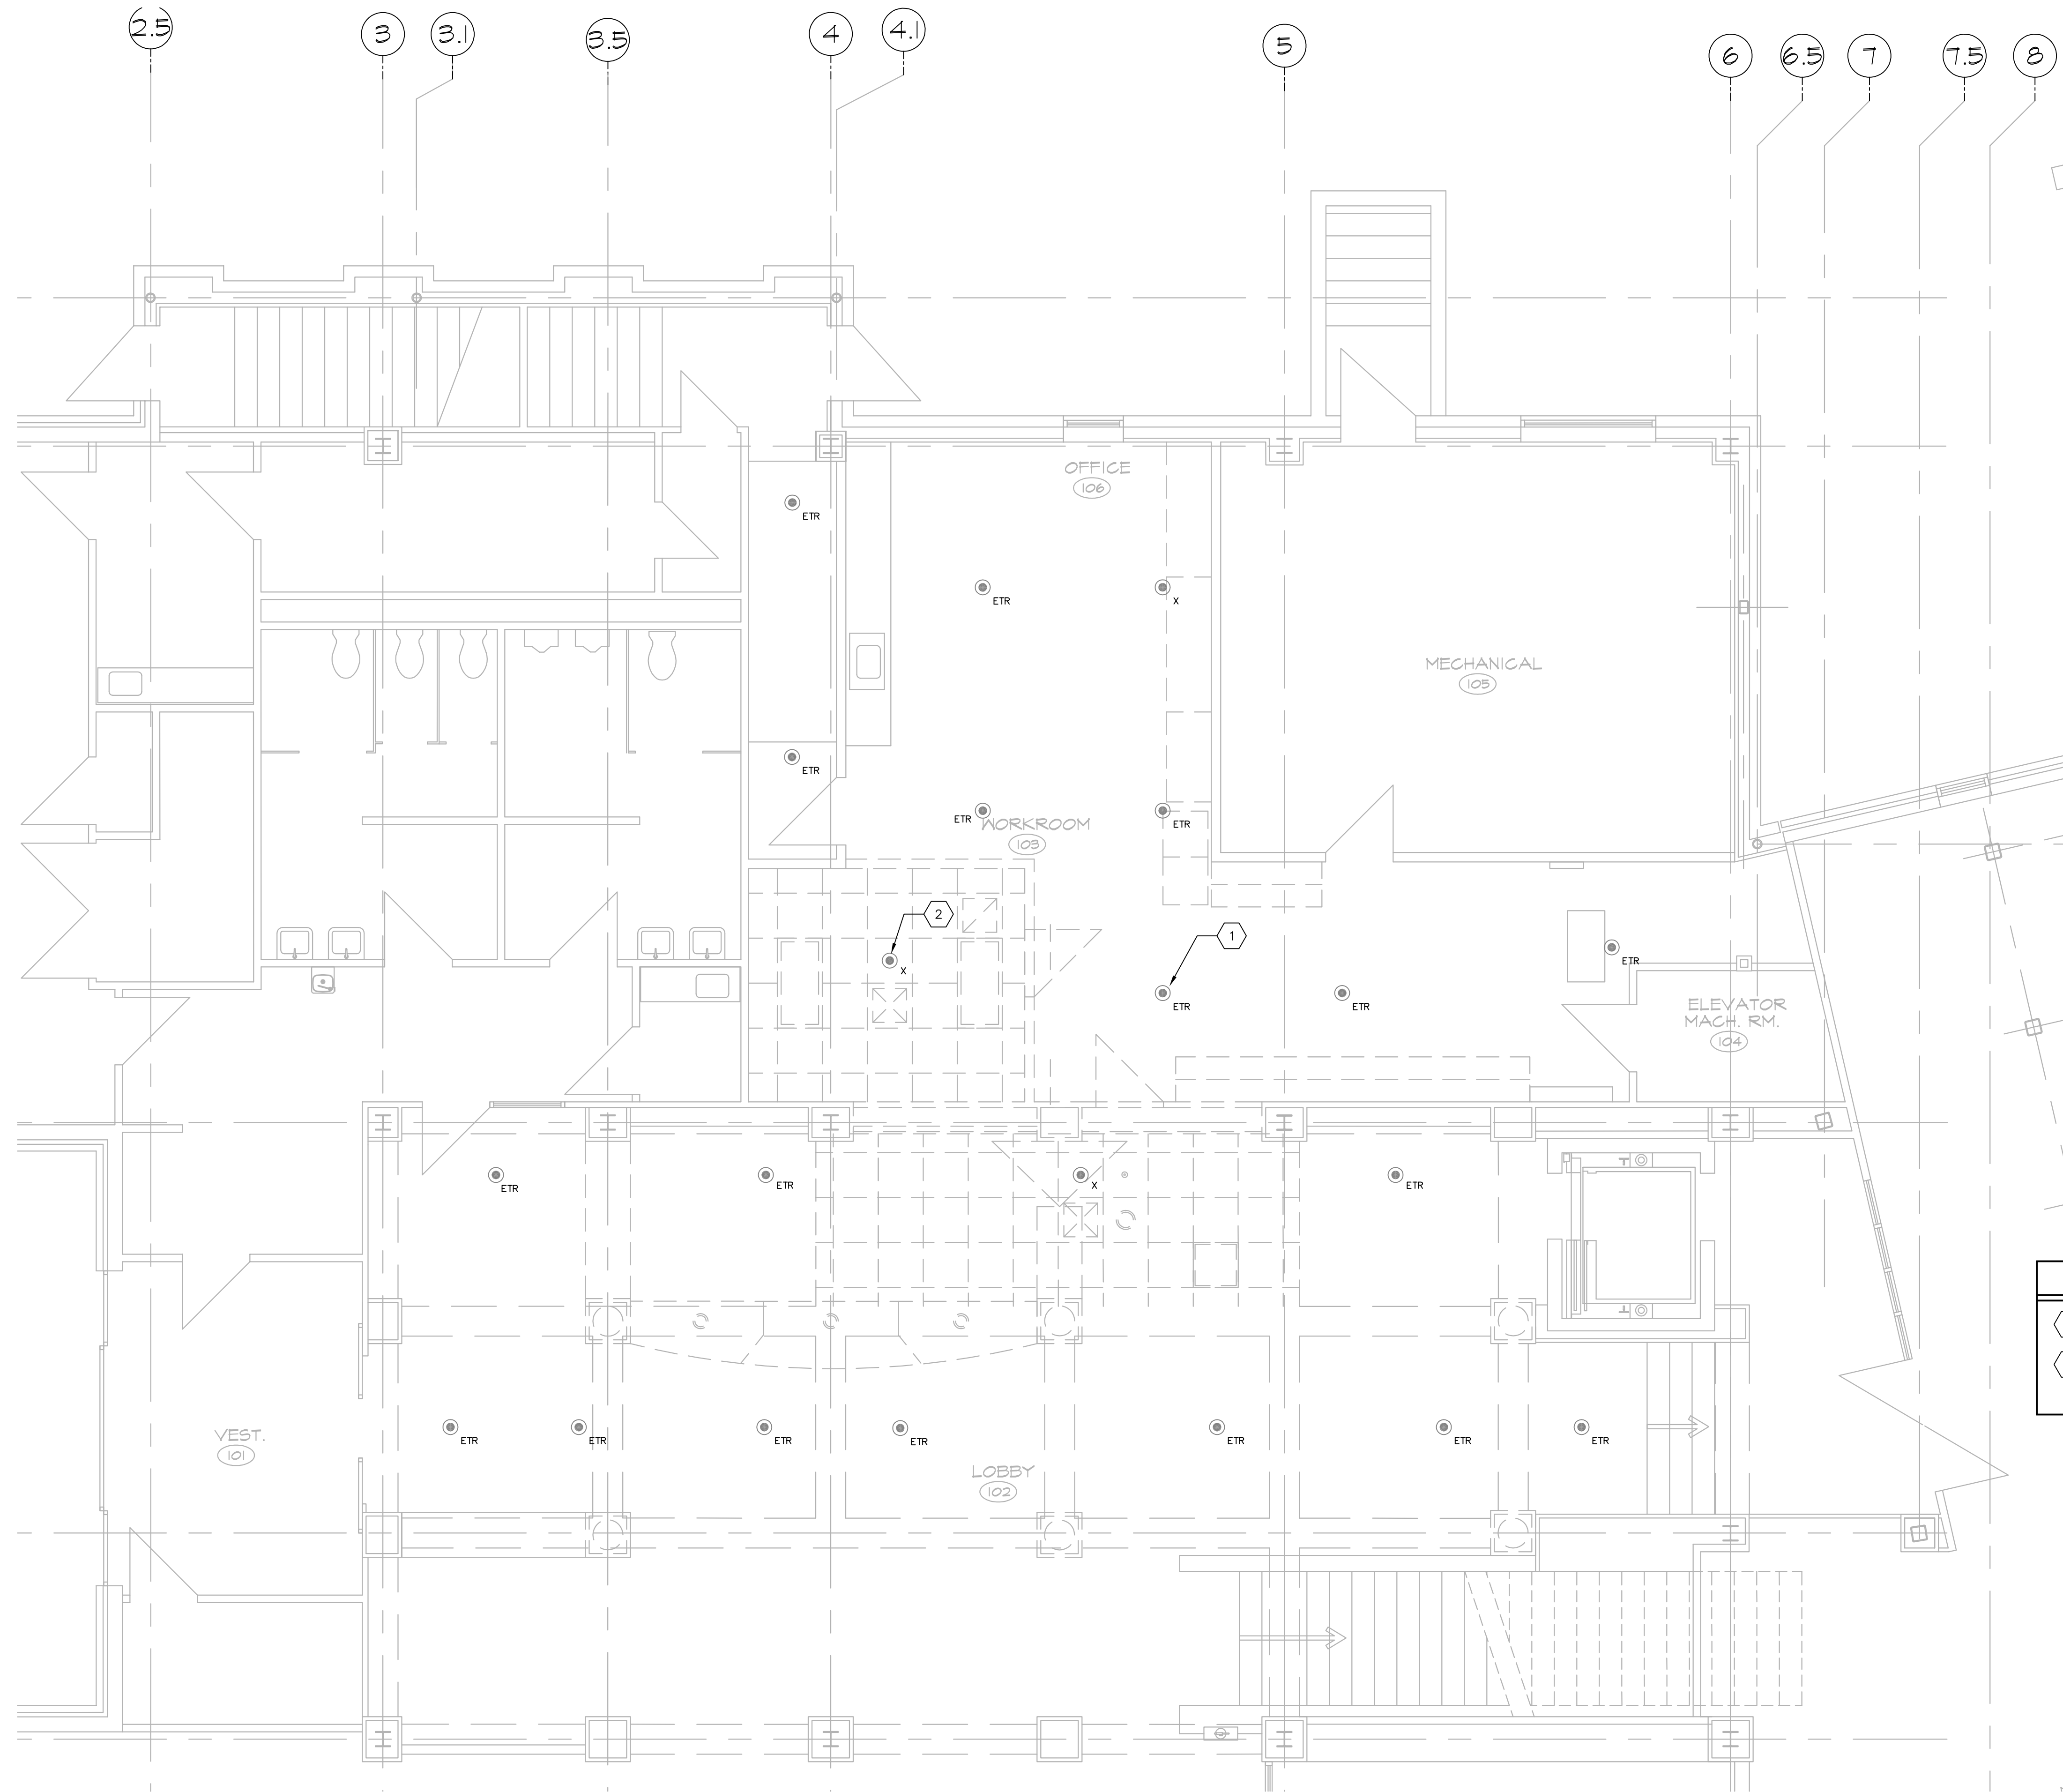 2.5 3 3.1 3.5 4 4.1 5 6 6.5 7 7.5 8
OFFICE
106
ETR
ETR X
MECHANICAL
105
ETR
ETR ETR
WORKROOM
103
2
1
X
ETR
ETR ETR
ELEVATOR
MACH. RM.
104
ETR ETR X ETR
VEST.
101
ETR ETR ETR ETR ETR ETR ETR
LOBBY
102